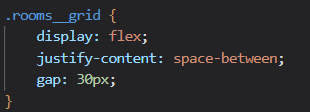 .rooms__grid {
    display: flex;
    justify-content: space-between;
    gap: 30px;
}